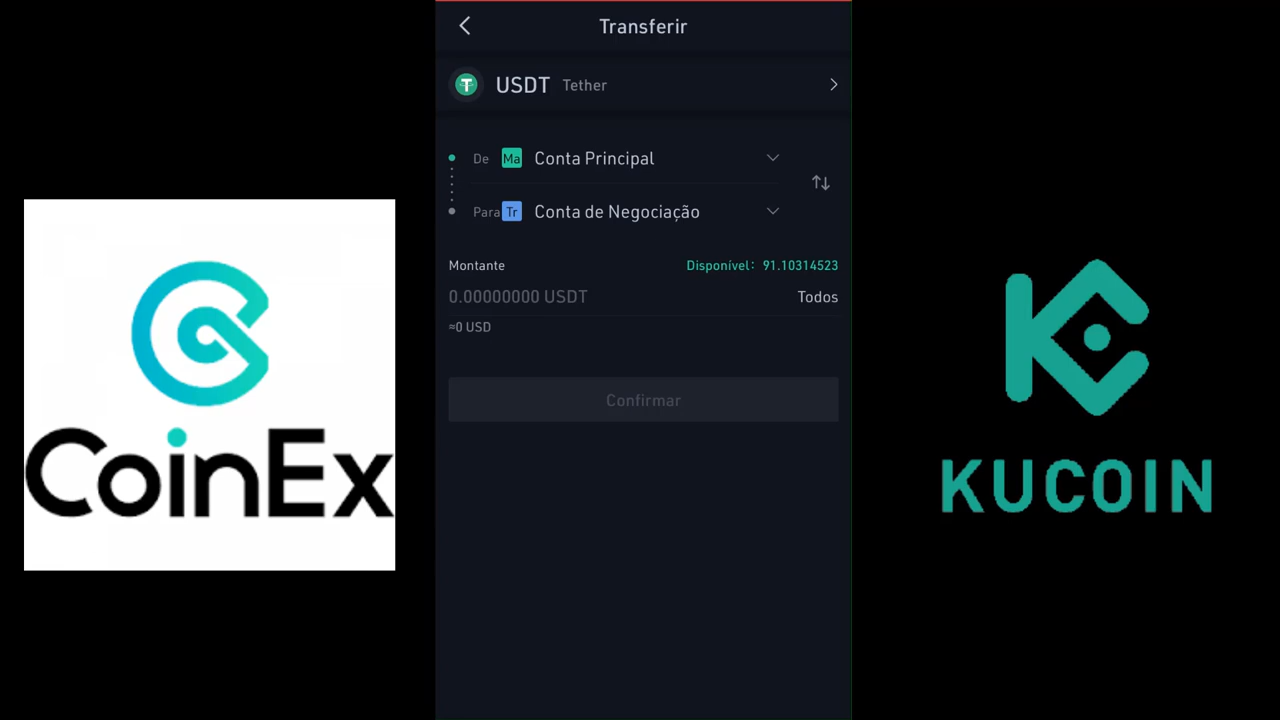 Transferir
USDT Tether
De Ma Conta Principal
Para Tr Conta de Negociação
Montante Disponível: 91.10314523
0.00000000 USDT Todos
≈0 USD
Confirmar
CoinEx
KUCOIN